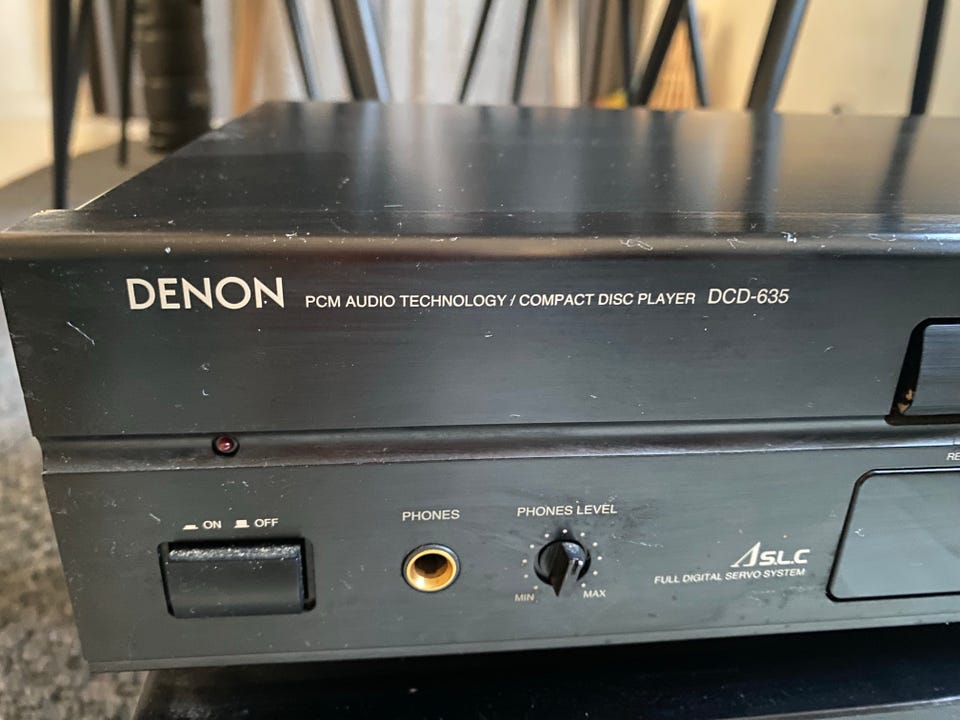 DENON PCM AUDIO TECHNOLOGY / COMPACT DISC PLAYER DCD-635
RE
ON OFF
PHONES
PHONES LEVEL
MIN MAX
A S.L.C
FULL DIGITAL SERVO SYSTEM